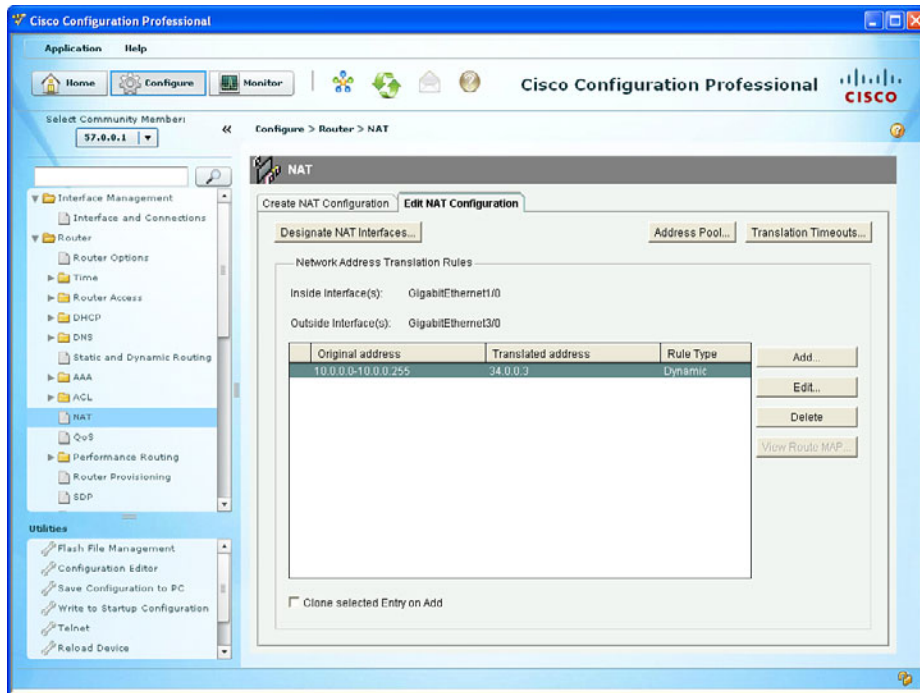 Cisco Configuration Professional
Application Help
Home Configure Monitor Cisco Configuration Professional CISCO
Select Community Member:
57.0.0.1
Configure > Router > NAT
NAT
Create NAT Configuration Edit NAT Configuration
Designate NAT Interfaces... Address Pool... Translation Timeouts...
Network Address Translation Rules
Inside Interface(s): GigabitEthernet1/0
Outside Interface(s): GigabitEthernet3/0
Original address Translated address Rule Type
10.0.0.0-10.0.0.255 34.0.0.3 Dynamic
Add...
Edit...
Delete
View Route MAP...
Clone selected Entry on Add
Interface Management
Interface and Connections
Router
Router Options
Time
Router Access
DHCP
DNS
Static and Dynamic Routing
AAA
ACL
NAT
QoS
Performance Routing
Router Provisioning
SDP
Utilities
Flash File Management
Configuration Editor
Save Configuration to PC
Write to Startup Configuration
Telnet
Reload Device